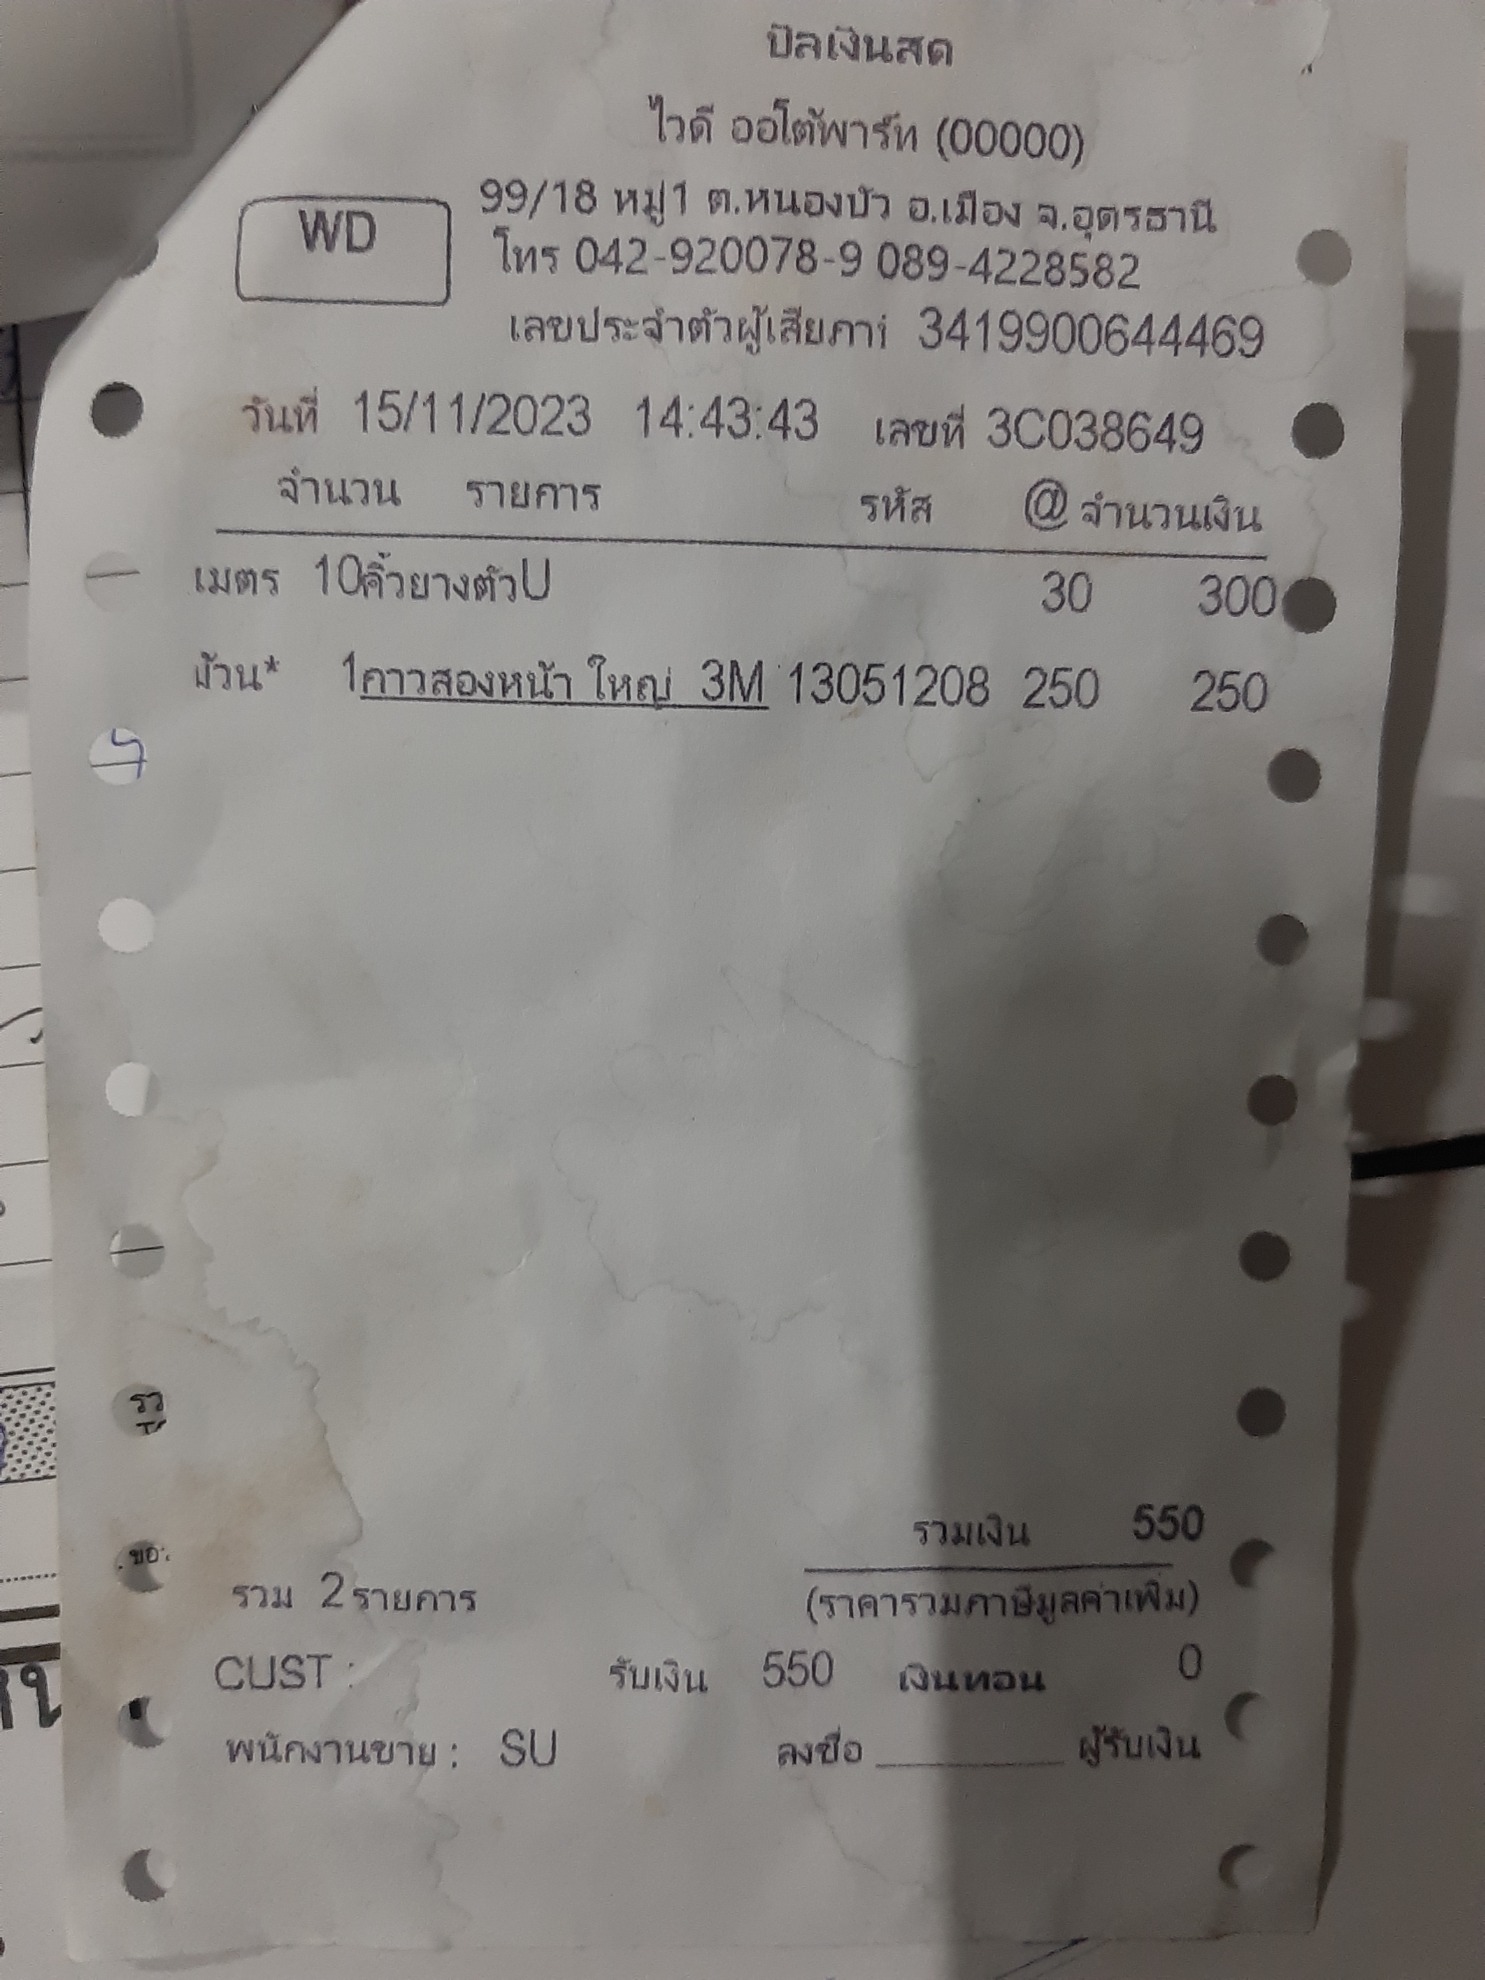 บิลเงินสด
ไวดี ออโต้พาร์ท (00000)
WD
99/18 หมู่1 ต.หนองบัว อ.เมือง จ.อุดรธานี
โทร 042-920078-9 089-4228582
เลขประจำตัวผู้เสียภาษี 3419900644469
วันที่ 15/11/2023 14:43:43 เลขที่ 3C038649
จำนวน รายการ รหัส @ จำนวนเงิน
เมตร 10คิ้วยางตัวU 30 300
ม้วน* 1กาวสองหน้า ใหญ่ 3M 13051208 250 250
รวมเงิน 550
รวม 2รายการ (ราคารวมภาษีมูลค่าเพิ่ม)
CUST : รับเงิน 550 เงินทอน 0
พนักงานขาย : SU ลงชื่อ ผู้รับเงิน